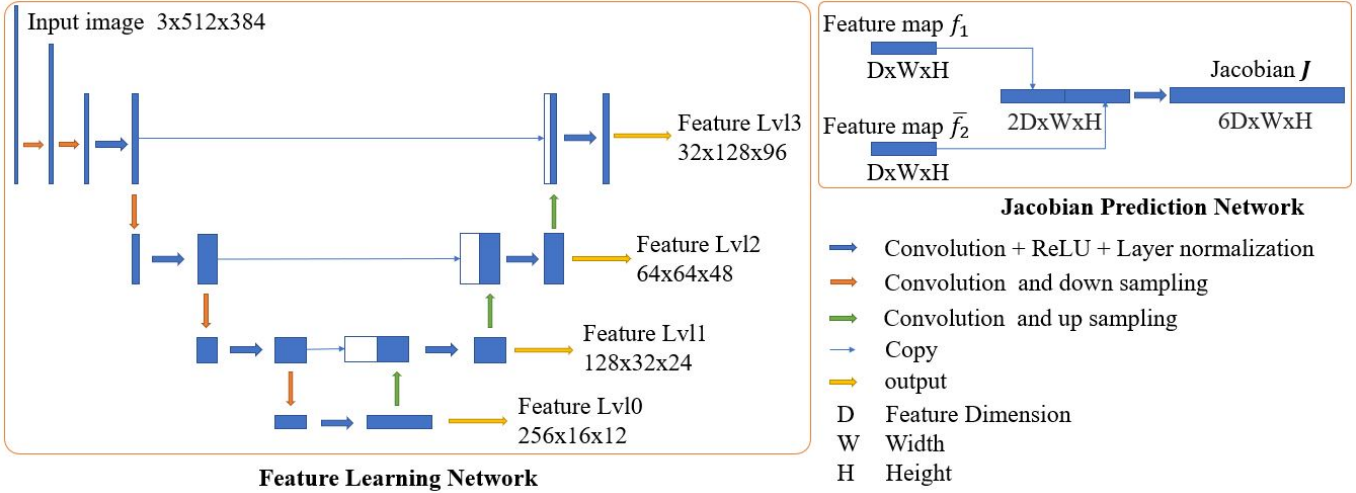 Input image 3x512x384
Feature Lvl3
32x128x96
Feature Lvl2
64x64x48
Feature Lvl1
128x32x24
Feature Lvl0
256x16x12
Feature Learning Network
Feature map f₁
DxWxH
Feature map f̅₂
DxWxH
2DxWxH
Jacobian J
6DxWxH
Jacobian Prediction Network
Convolution + ReLU + Layer normalization
Convolution and down sampling
Convolution and up sampling
Copy
output
D Feature Dimension
W Width
H Height